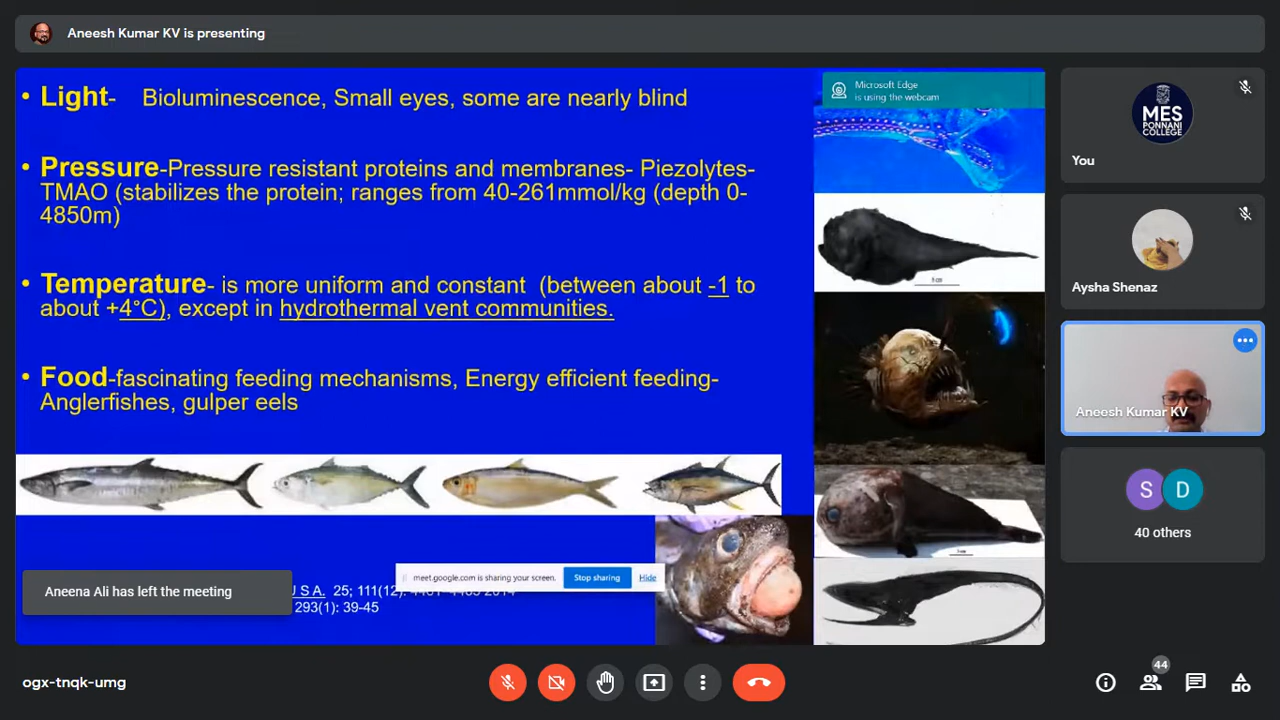 Aneesh Kumar KV is presenting
• Light- Bioluminescence, Small eyes, some are nearly blind
• Pressure-Pressure resistant proteins and membranes- Piezolytes-
TMAO (stabilizes the protein; ranges from 40-261mmol/kg (depth 0-
4850m)
• Temperature- is more uniform and constant (between about -1 to
about +4°C), except in hydrothermal vent communities.
• Food-fascinating feeding mechanisms, Energy efficient feeding-
Anglerfishes, gulper eels
Microsoft Edge
is using the webcam
MES
PONNANI
COLLEGE
You
Aysha Shenaz
Aneesh Kumar KV
S D
40 others
meet.google.com is sharing your screen. Stop sharing Hide
Aneena Ali has left the meeting
U S A. 25; 111(12): 2014
293(1): 39-45
ogx-tnqk-umg
44